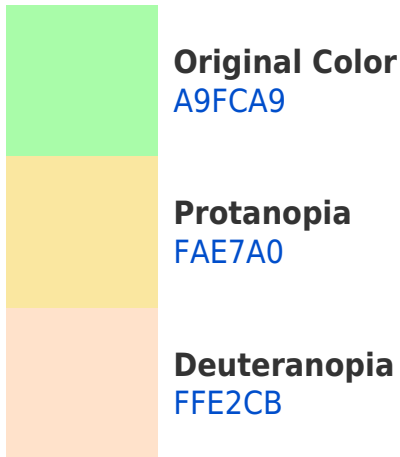 Original Color
A9FCA9
Protanopia
FAE7A0
Deuteranopia
FFE2CB